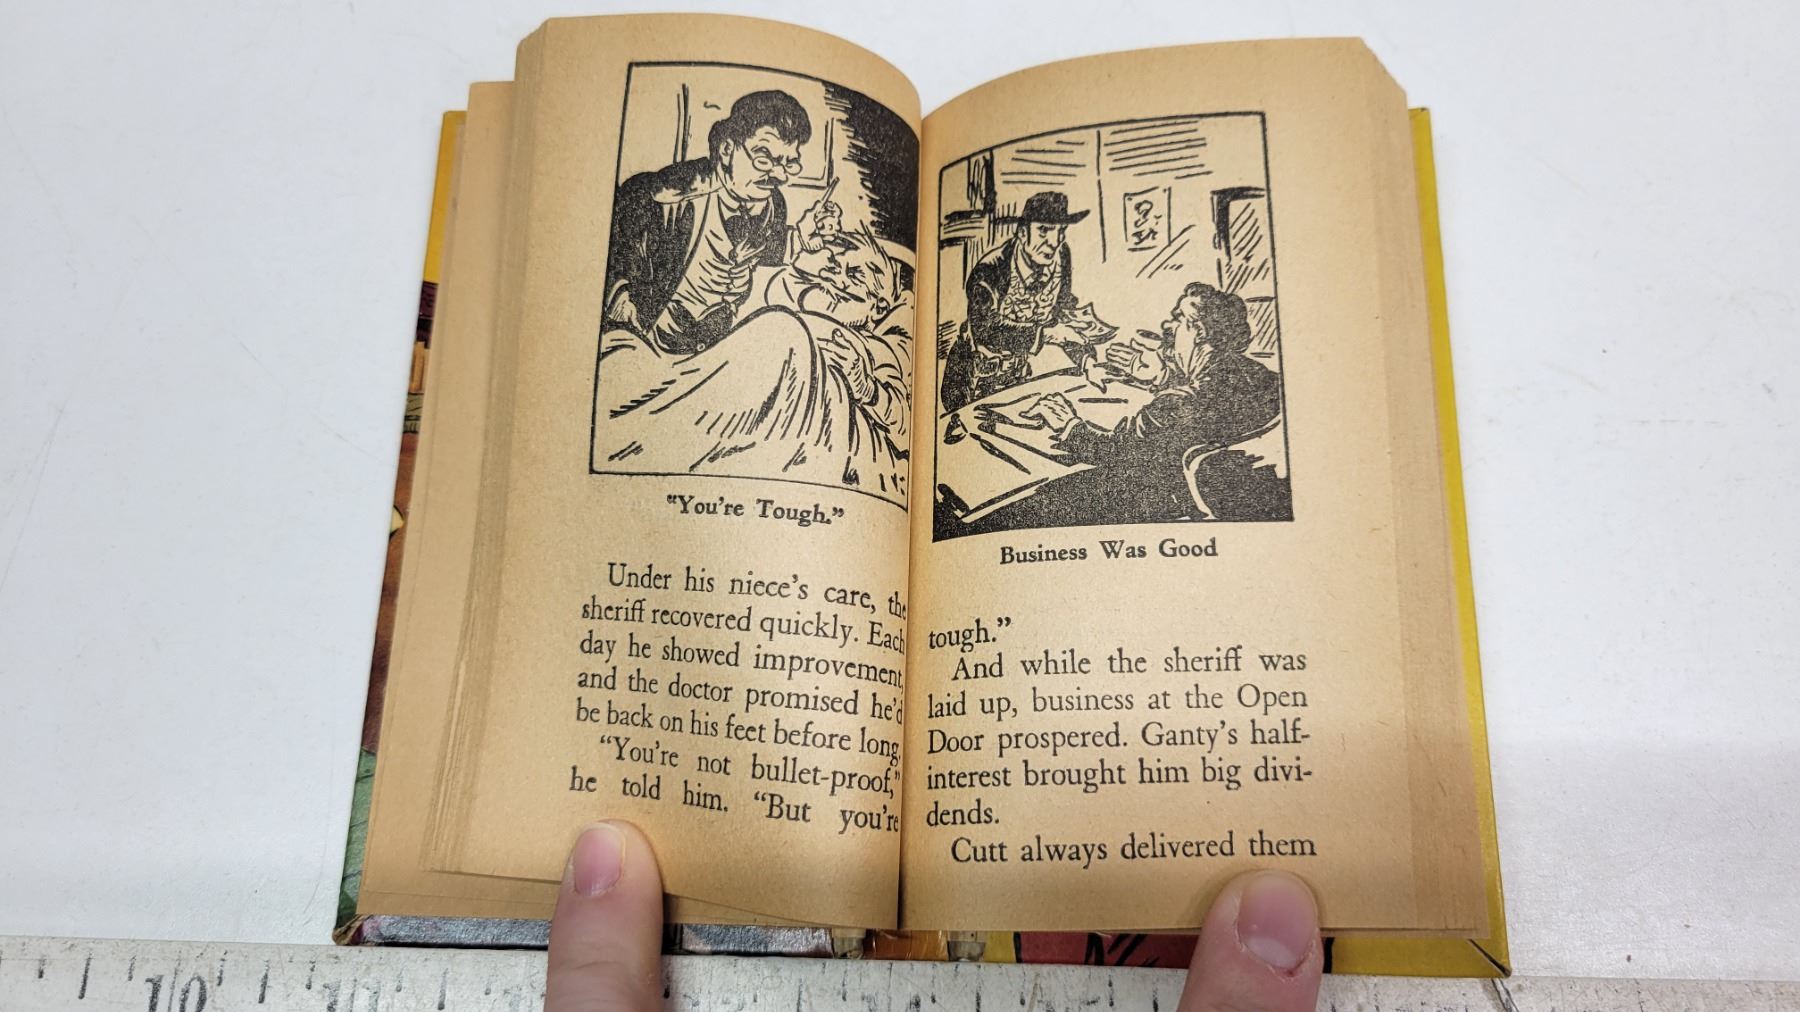 "You're Tough."
Under his niece's care, the
sheriff recovered quickly. Each
day he showed improvement,
and the doctor promised he'd
be back on his feet before long.
"You're not bullet-proof,"
he told him. "But you're
Business Was Good
tough."
And while the sheriff was
laid up, business at the Open
Door prospered. Ganty's half-
interest brought him big divi-
dends.
Cutt always delivered them
10
11